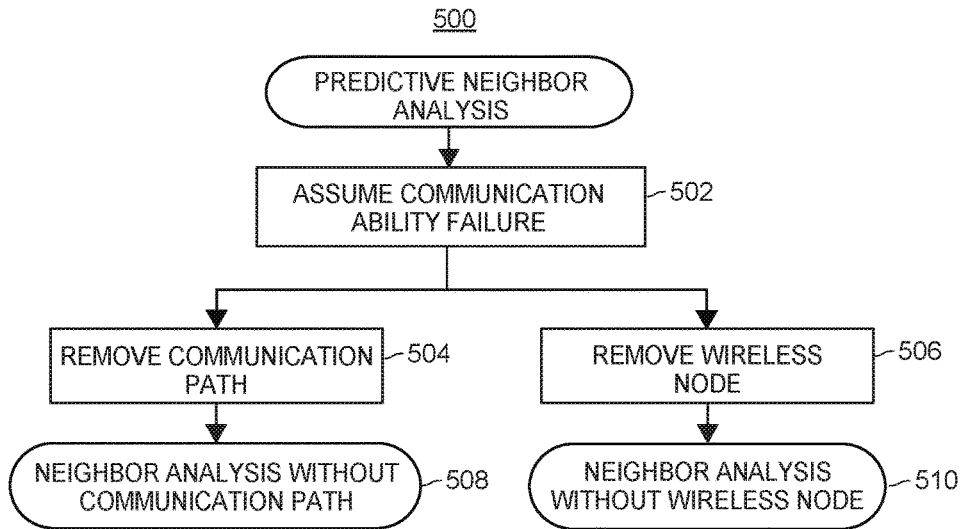 500
PREDICTIVE NEIGHBOR
ANALYSIS
ASSUME COMMUNICATION
ABILITY FAILURE
502
REMOVE COMMUNICATION
PATH
504
REMOVE WIRELESS
NODE
506
NEIGHBOR ANALYSIS WITHOUT
COMMUNICATION PATH
508
NEIGHBOR ANALYSIS
WITHOUT WIRELESS NODE
510